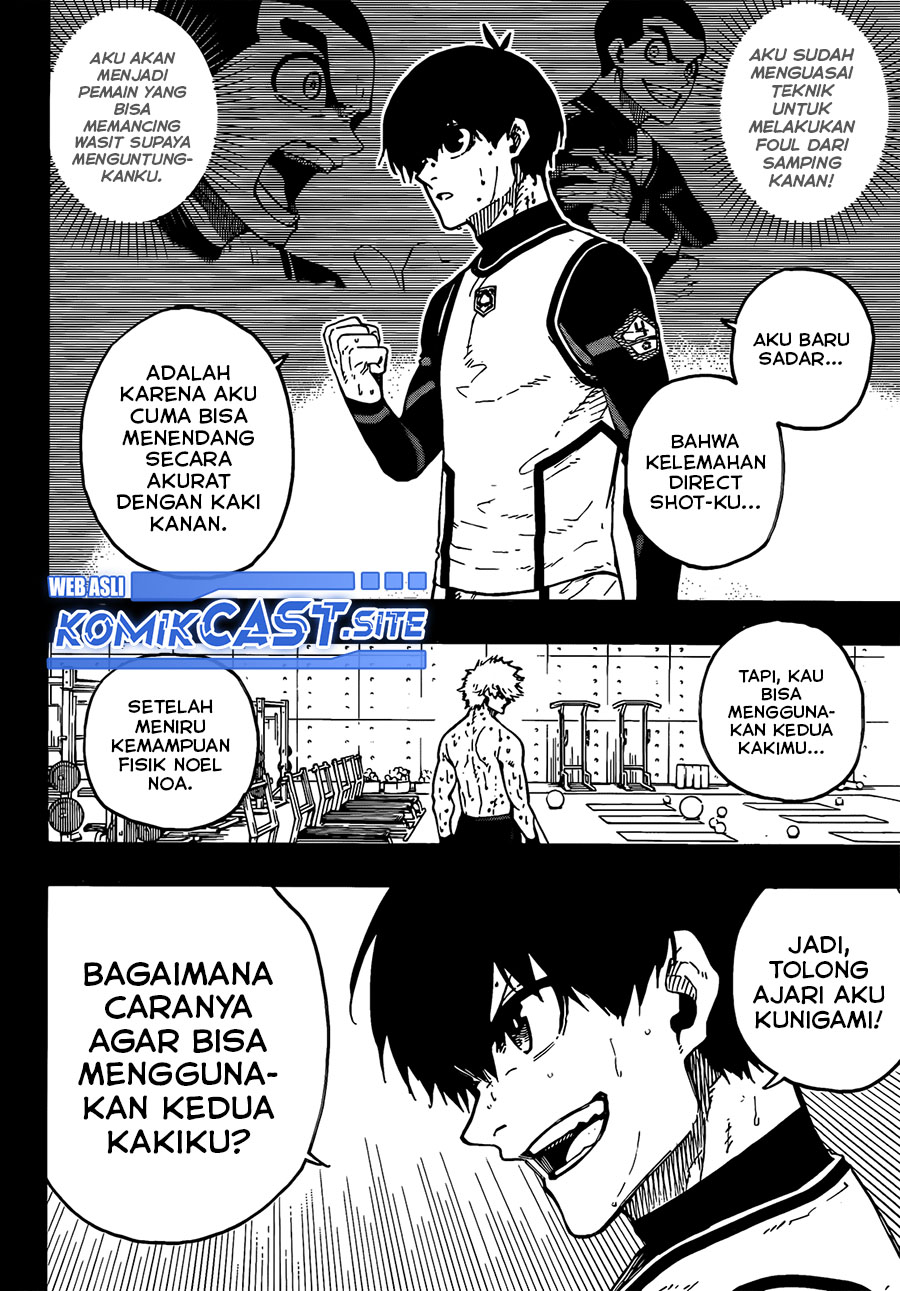 AKU SUDAH
MENGUASAI
TEKNIK
UNTUK
MELAKUKAN
FOUL DARI
SAMPING
KANAN!
AKU AKAN
MENJADI
PEMAIN YANG
BISA
MEMANCING
WASIT SUPAYA
MENGUNTUNG-
KANKU.
AKU BARU
SADAR...
BAHWA
KELEMAHAN
DIRECT
SHOT-KU...
ADALAH
KARENA AKU
CUMA BISA
MENENDANG
SECARA
AKURAT
DENGAN KAKI
KANAN.
WEB ASLI
KOMIKCAST.SITE
TAPI, KAU
BISA
MENGGUNA-
KAN KEDUA
KAKIMU...
SETELAH
MENIRU
KEMAMPUAN
FISIK NOEL
NOA.
JADI,
TOLONG
AJARI AKU
KUNIGAMI!
BAGAIMANA
CARANYA
AGAR BISA
MENGGUNA-
KAN KEDUA
KAKIKU?